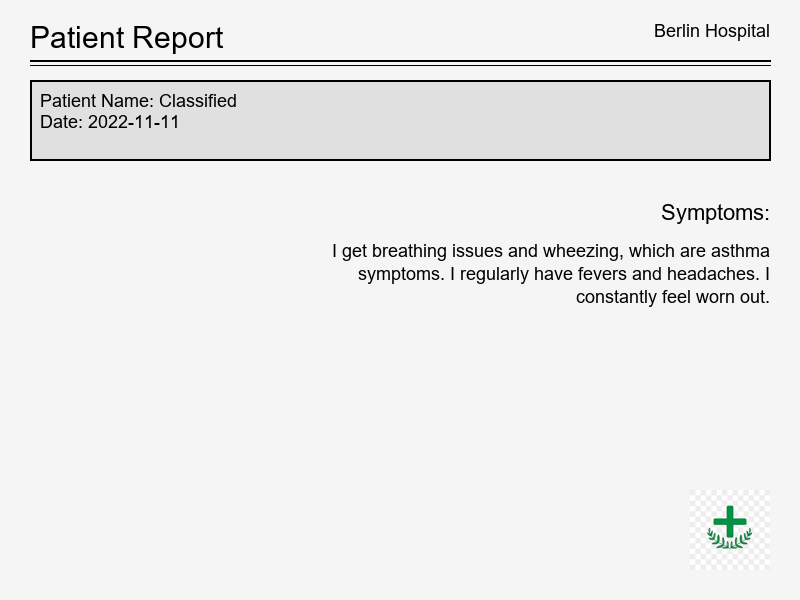 Patient Report
Berlin Hospital
Patient Name: Classified
Date: 2022-11-11
Symptoms:
I get breathing issues and wheezing, which are asthma
symptoms. I regularly have fevers and headaches. I
constantly feel worn out.